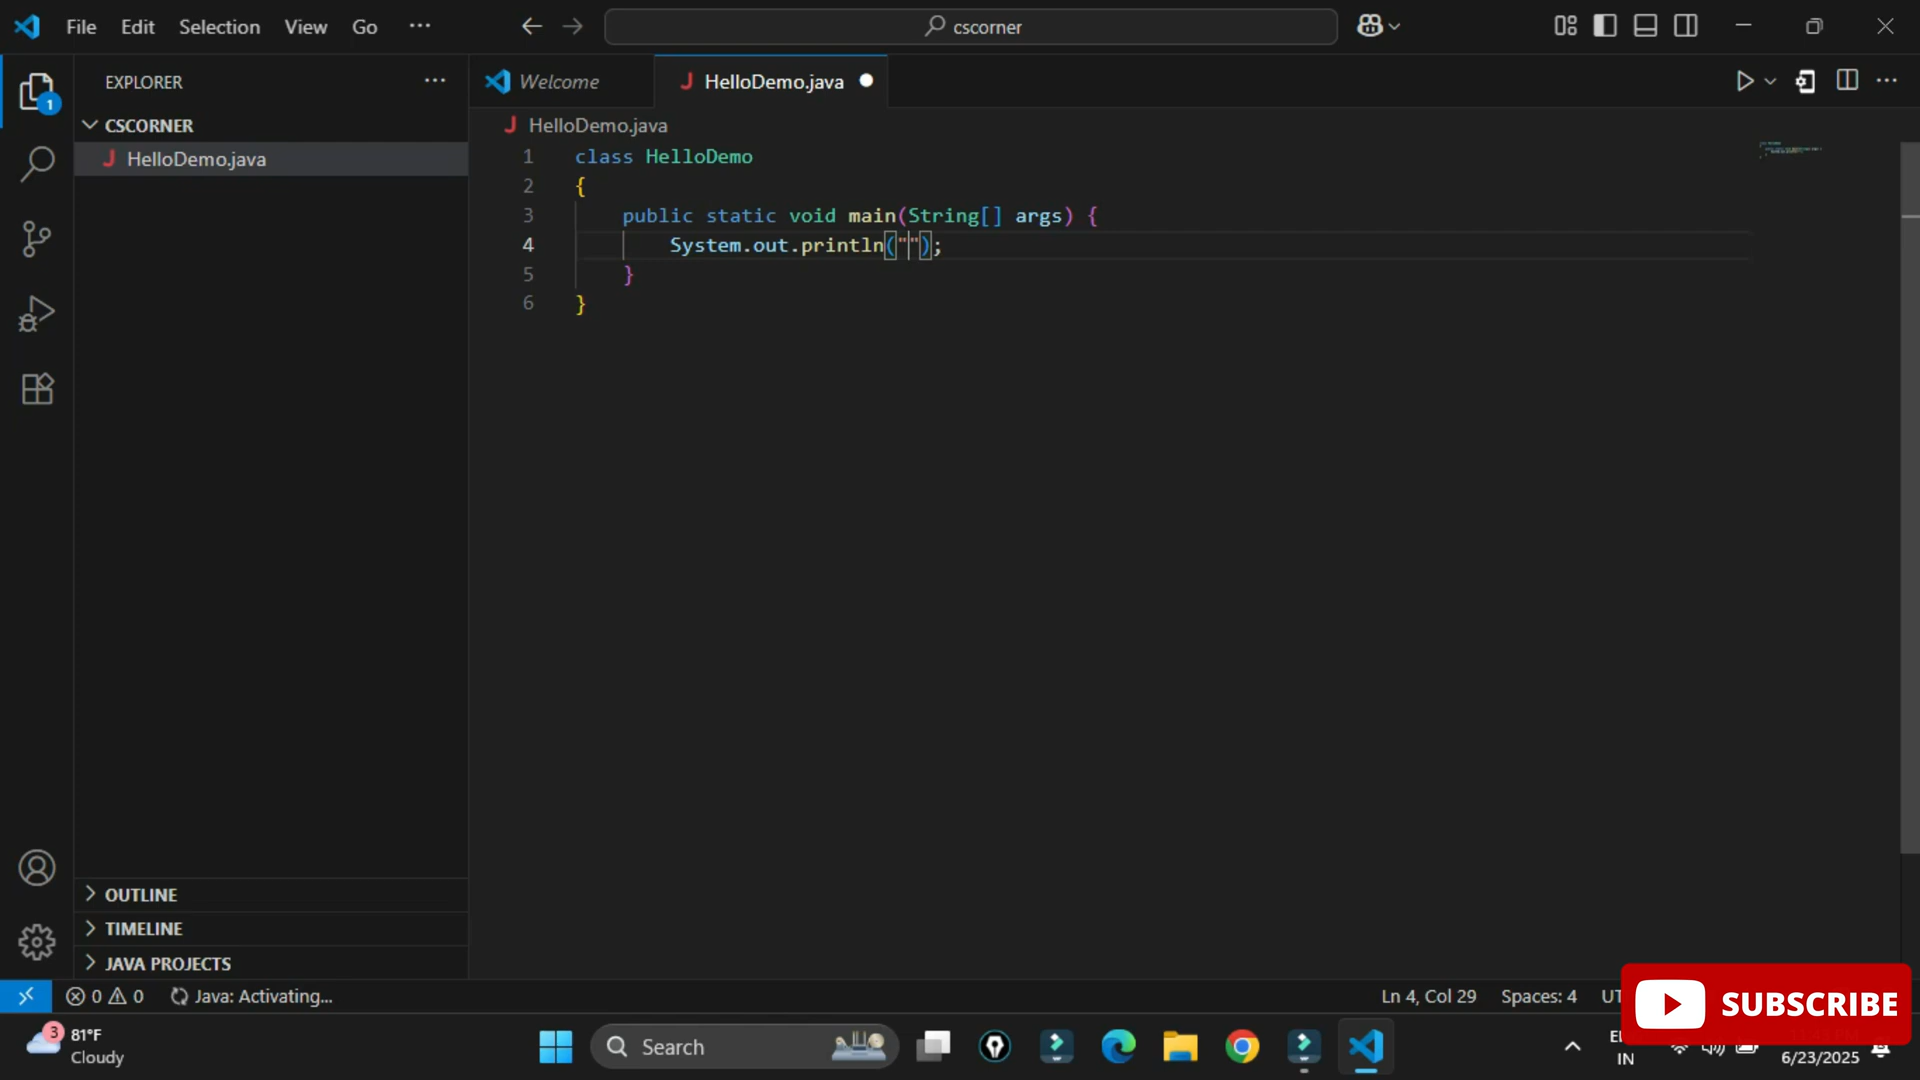 File Edit Selection View Go ···
cscorner
EXPLORER ···
Welcome
HelloDemo.java
CSCORNER
HelloDemo.java
HelloDemo.java
1 class HelloDemo
2 {
3 public static void main(String[] args) {
4 System.out.println("");
5 }
6 }
1
OUTLINE
TIMELINE
JAVA PROJECTS
0 0 Java: Activating...
Ln 4, Col 29 Spaces: 4
SUBSCRIBE
3
81°F
Cloudy
Search
IN
6/23/2025